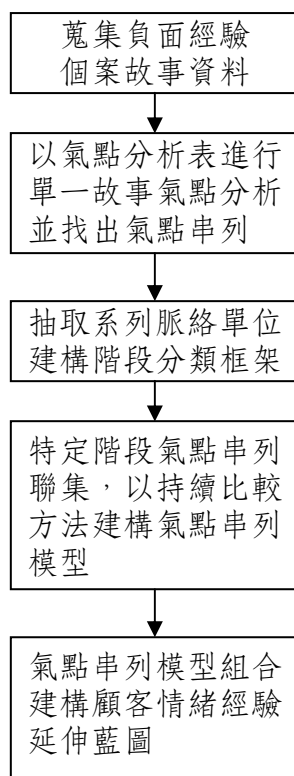 蒐集負面經驗
個案故事資料
以氣點分析表進行
單一故事氣點分析
並找出氣點串列
抽取系列脈絡單位
建構階段分類框架
特定階段氣點串列
聯集，以持續比較
方法建構氣點串列
模型
氣點串列模型組合
建構顧客情緒經驗
延伸藍圖